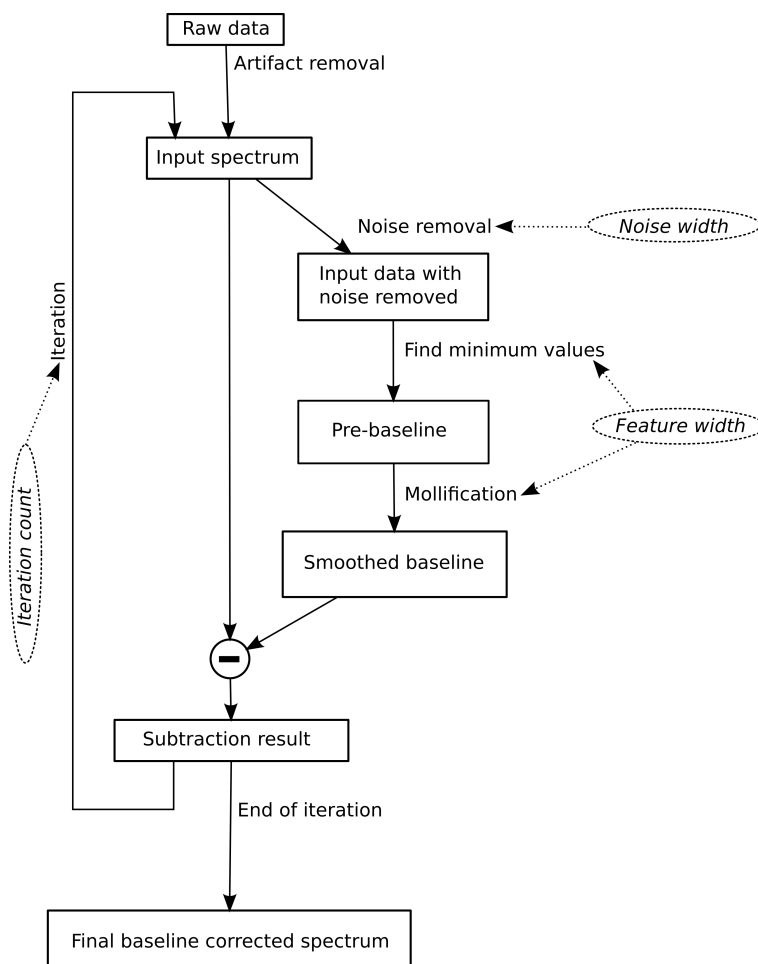 Raw data
Artifact removal
Input spectrum
Noise removal
Noise width
Input data with
noise removed
Iteration
Find minimum values
Pre-baseline
Feature width
Iteration count
Mollification
Smoothed baseline
Subtraction result
End of iteration
Final baseline corrected spectrum